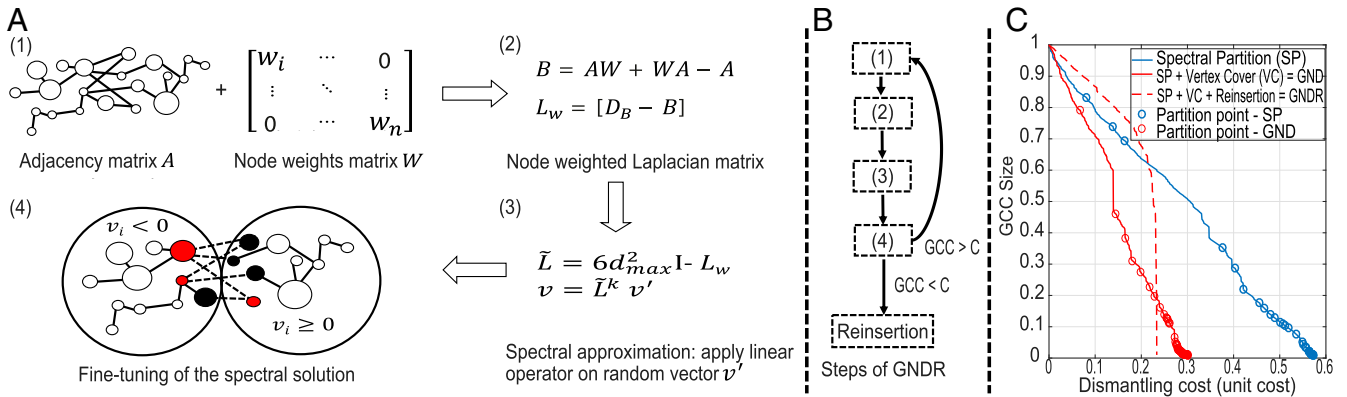 A
(1)
+
w_i ⋯ 0
⋮ ⋱ ⋮
0 ⋯ w_n
Adjacency matrix A
Node weights matrix W
(2)
B = AW + WA − A
L_w = [D_B − B]
Node weighted Laplacian matrix
(3)
L̃ = 6d²_max I- L_w
v = L̃^k v′
Spectral approximation: apply linear
operator on random vector v′
(4)
v_i < 0
v_i ≥ 0
Fine-tuning of the spectral solution
B
(1)
(2)
(3)
(4)
GCC > C
GCC < C
Reinsertion
Steps of GNDR
C
Spectral Partition (SP)
SP + Vertex Cover (VC) = GND
SP + VC + Reinsertion = GNDR
Partition point - SP
Partition point - GND
GCC Size
1
0.9
0.8
0.7
0.6
0.5
0.4
0.3
0.2
0.1
0
0 0.1 0.2 0.3 0.4 0.5 0.6
Dismantling cost (unit cost)